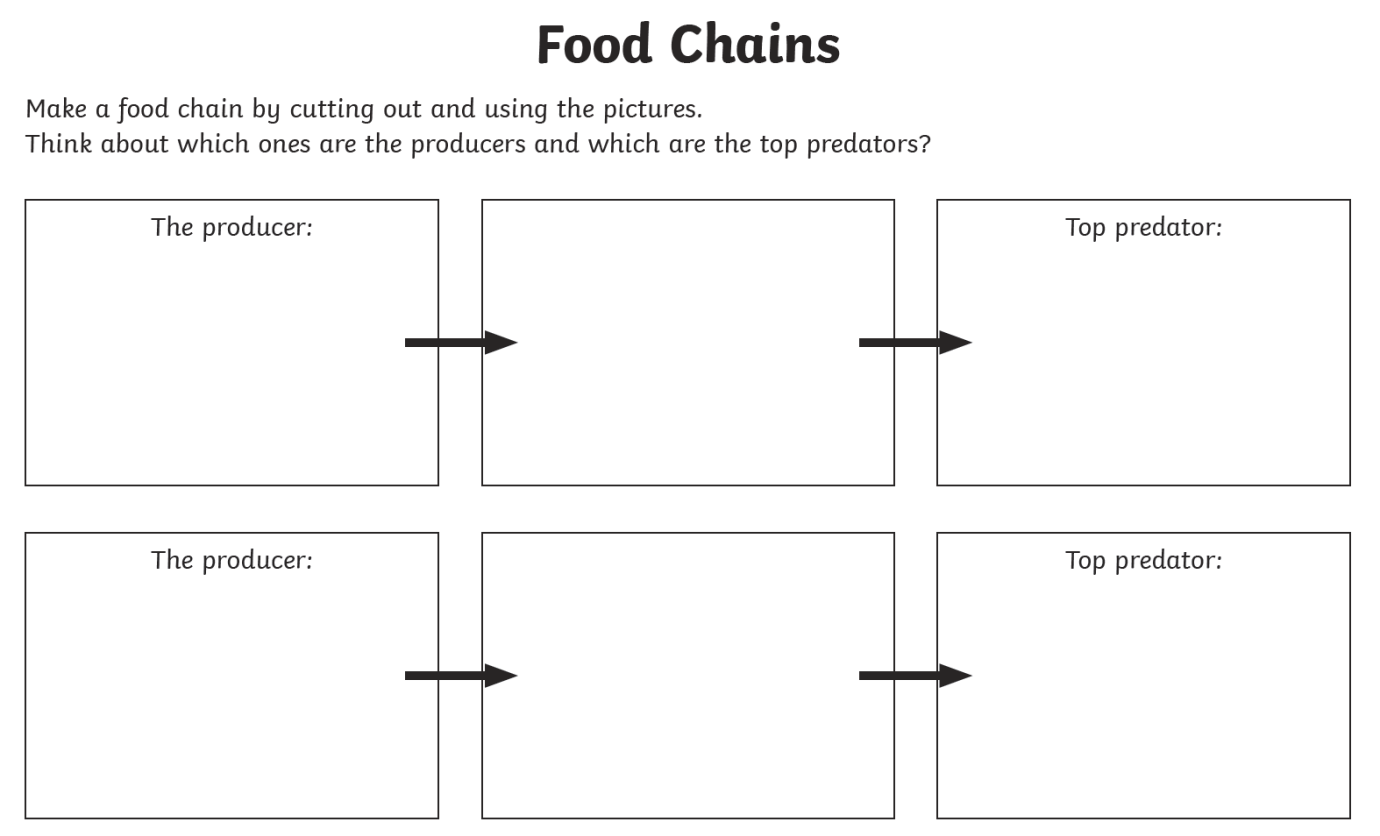 Food Chains
Make a food chain by cutting out and using the pictures.
Think about which ones are the producers and which are the top predators?
The producer:
Top predator:
The producer:
Top predator: